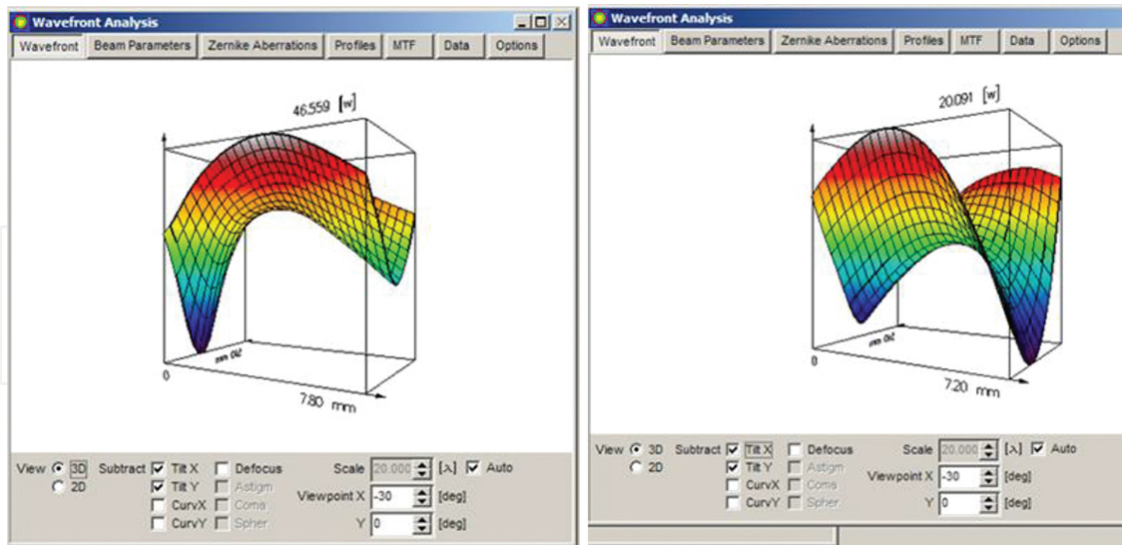 Wavefront Analysis
Wavefront Beam Parameters Zernike Aberrations Profiles MTF Data Options
46.559 [w]
0
7.80 mm
View 3D Subtract Tilt X Defocus Scale 20.000 [λ] Auto
2D Tilt Y Astigm Viewpoint X -30 [deg]
CurvX Coma
CurvY Spher Y 0 [deg]
Wavefront Analysis
Wavefront Beam Parameters Zernike Aberrations Profiles MTF Data Options
20.091 [w]
0
7.20 mm
View 3D Subtract Tilt X Defocus Scale 20.000 [λ] Auto
2D Tilt Y Astigm Viewpoint X -30 [deg]
CurvX Coma
CurvY Spher Y 0 [deg]